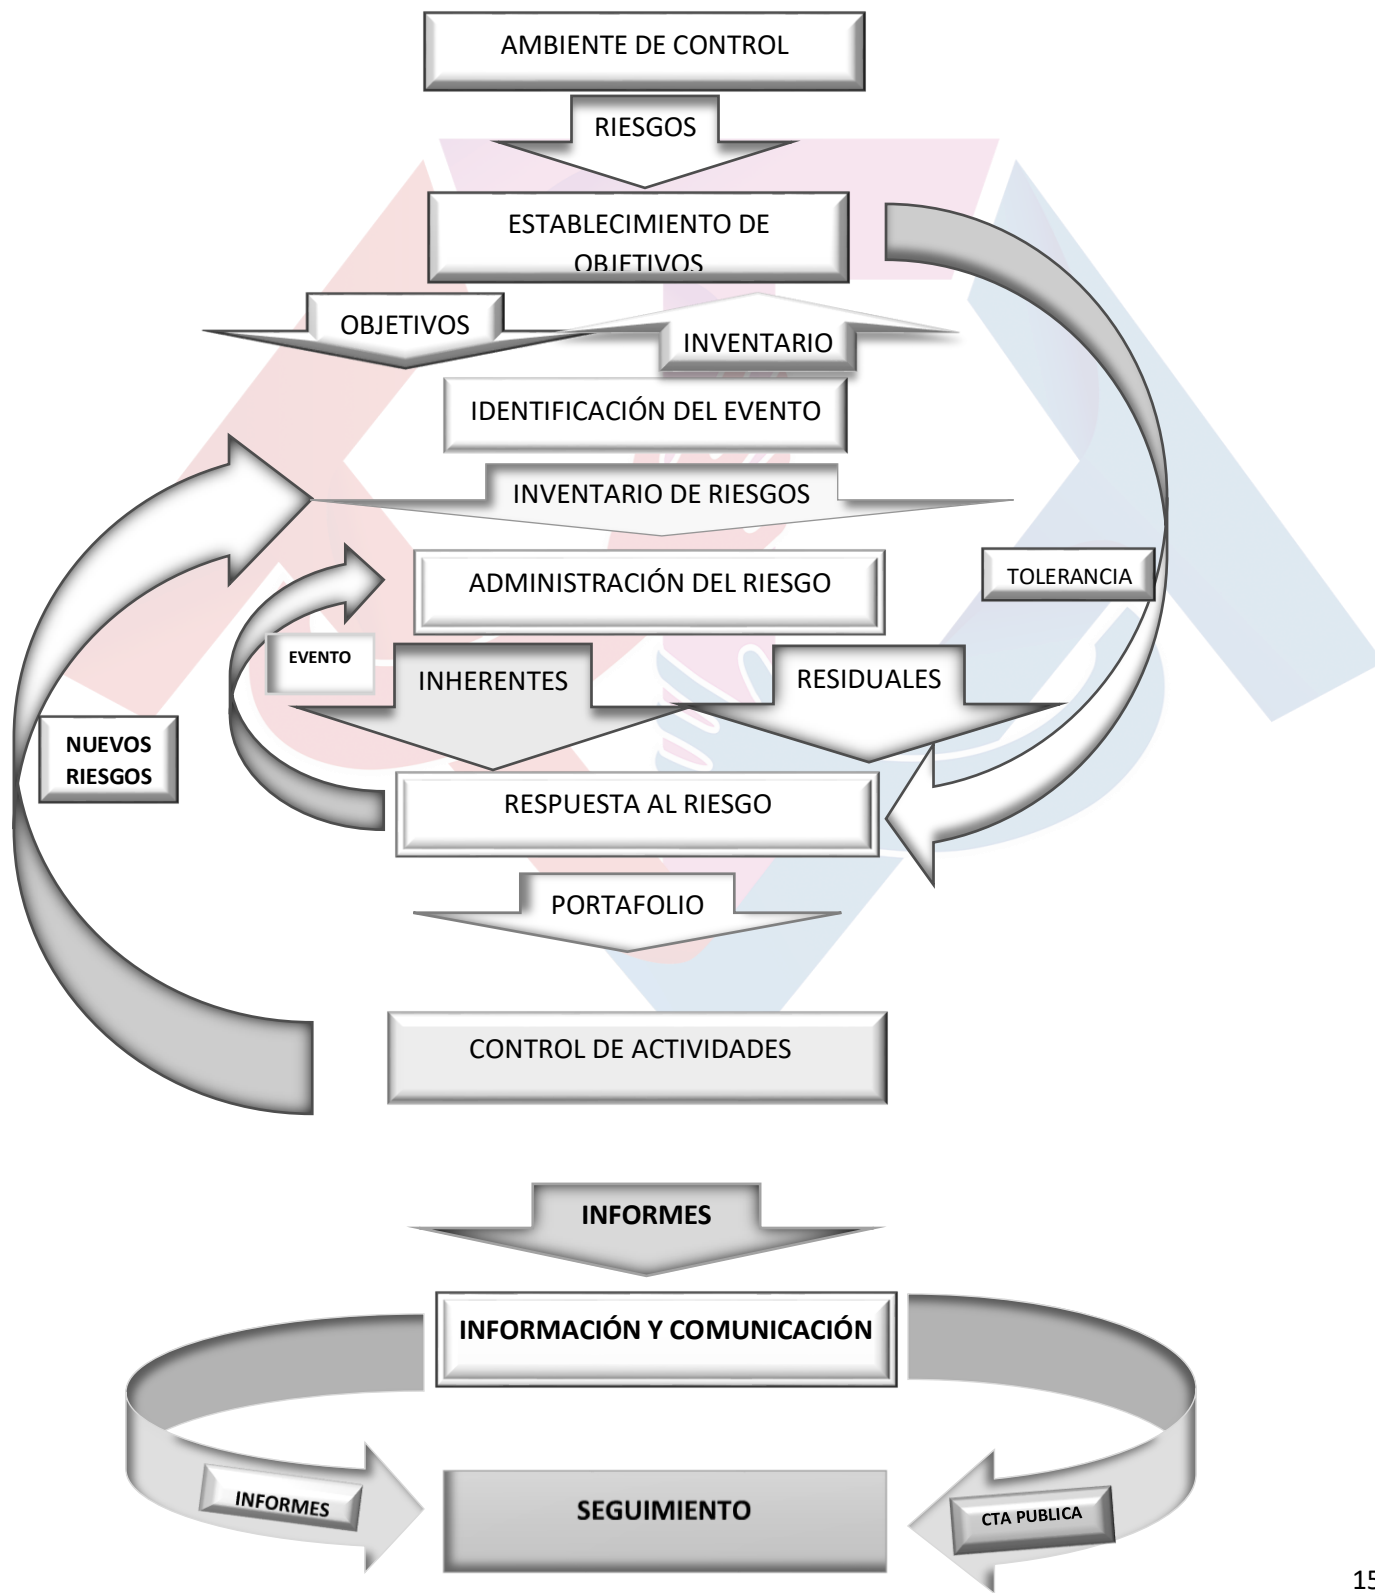 AMBIENTE DE CONTROL
RIESGOS
ESTABLECIMIENTO DE
OBJETIVOS
OBJETIVOS
INVENTARIO
IDENTIFICACIÓN DEL EVENTO
INVENTARIO DE RIESGOS
ADMINISTRACIÓN DEL RIESGO
TOLERANCIA
EVENTO
INHERENTES
RESIDUALES
NUEVOS
RIESGOS
RESPUESTA AL RIESGO
PORTAFOLIO
CONTROL DE ACTIVIDADES
INFORMES
INFORMACIÓN Y COMUNICACIÓN
INFORMES
SEGUIMIENTO
CTA PUBLICA
15